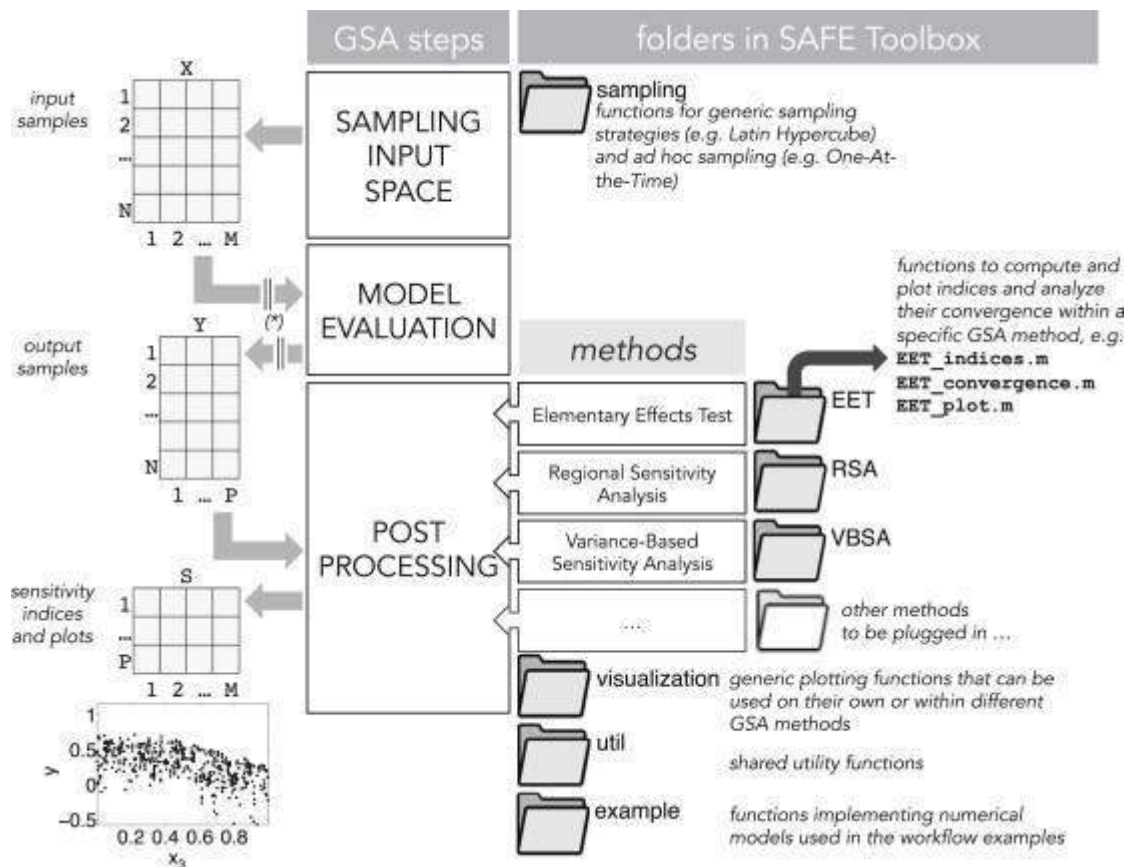 GSA steps
folders in SAFE Toolbox
X
input
samples
1
2
...
N
1 2 ... M
SAMPLING
INPUT
SPACE
sampling
functions for generic sampling
strategies (e.g. Latin Hypercube)
and ad hoc sampling (e.g. One-At-
the-Time)
MODEL
EVALUATION
(*)
Y
output
samples
1
2
...
N
1 ... P
functions to compute and
plot indices and analyze
their convergence within a
specific GSA method, e.g.
EET_indices.m
EET_convergence.m
EET_plot.m
methods
Elementary Effects Test
EET
Regional Sensitivity
Analysis
RSA
POST
PROCESSING
Variance-Based
Sensitivity Analysis
VBSA
...
other methods
to be plugged in ...
S
sensitivity
indices
and plots
1
...
P
1 2 ... M
visualization
generic plotting functions that can be
used on their own or within different
GSA methods
util
shared utility functions
example
functions implementing numerical
models used in the workflow examples
1
0.5
0
−0.5
y
0.2 0.4 0.6 0.8
x3